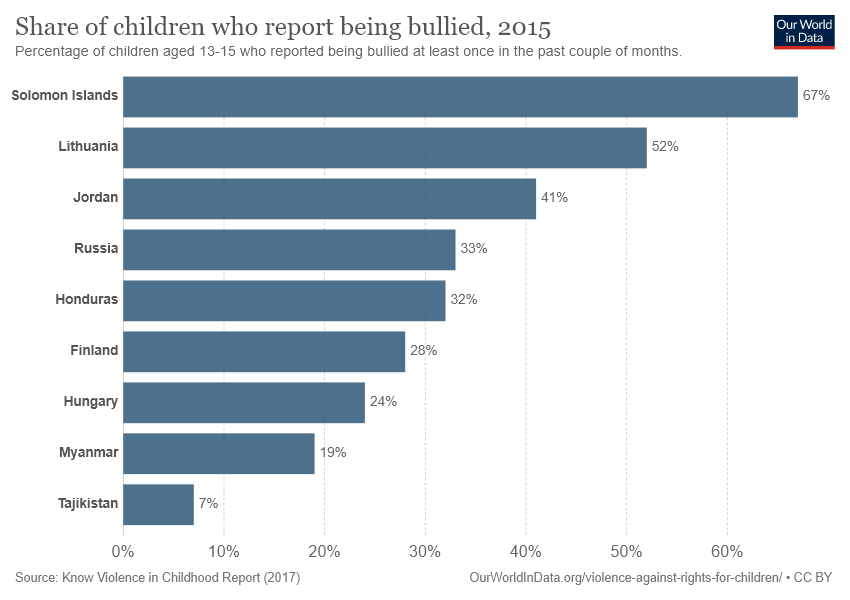 Share of children who report being bullied, 2015
Our World
in Data
Percentage of children aged 13-15 who reported being bullied at least once in the past couple of months.
Solomon Islands 67%
Lithuania 52%
Jordan 41%
Russia 33%
Honduras 32%
Finland 28%
Hungary 24%
Myanmar 19%
Tajikistan 7%
0% 10% 20% 30% 40% 50% 60%
Source: Know Violence in Childhood Report (2017) OurWorldInData.org/violence-against-rights-for-children/ • CC BY